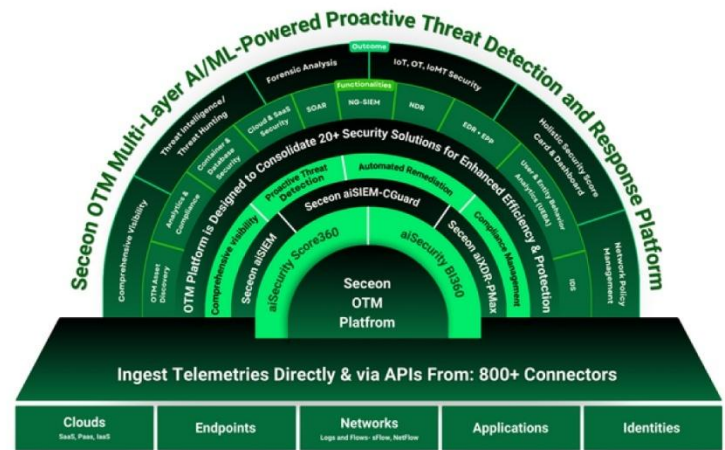 Seceon OTM Multi-Layer AI/ML-Powered Proactive Threat Detection and Response Platform
Outcome
Comprehensive Visibility
Threat Intelligence/
Threat Hunting
Forensic Analysis
IoT, OT, IoMT Security
Holistic Security Score
Card & Dashboard
Network Policy
Management
Functionalities
OTM Asset
Discovery
Analytics &
Compliance
Container &
Database
Security
Cloud & SaaS
Security
SOAR
NG-SIEM
NDR
EDR + EPP
User & Entity Behavior
Analytics (UEBA)
IDS
OTM Platform is Designed to Consolidate 20+ Security Solutions for Enhanced Efficiency & Protection
Comprehensive visibility
Proactive Threat
Detection
Automated Remediation
Compliance Management
Seceon aiSIEM
Seceon aiSIEM-CGuard
Seceon aiXDR-PMax
aiSecurity Score360
aiSecurity BI360
Seceon
OTM
Platfrom
Ingest Telemetries Directly & via APIs From: 800+ Connectors
Clouds
SaaS, Paas, IaaS
Endpoints
Networks
Logs and Flows- sFlow, NetFlow
Applications
Identities